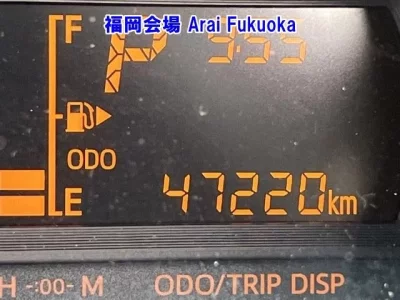 福岡会場 Arai Fukuoka
F
P
ODO
E 47220km
H -:00- M ODO/TRIP DISP